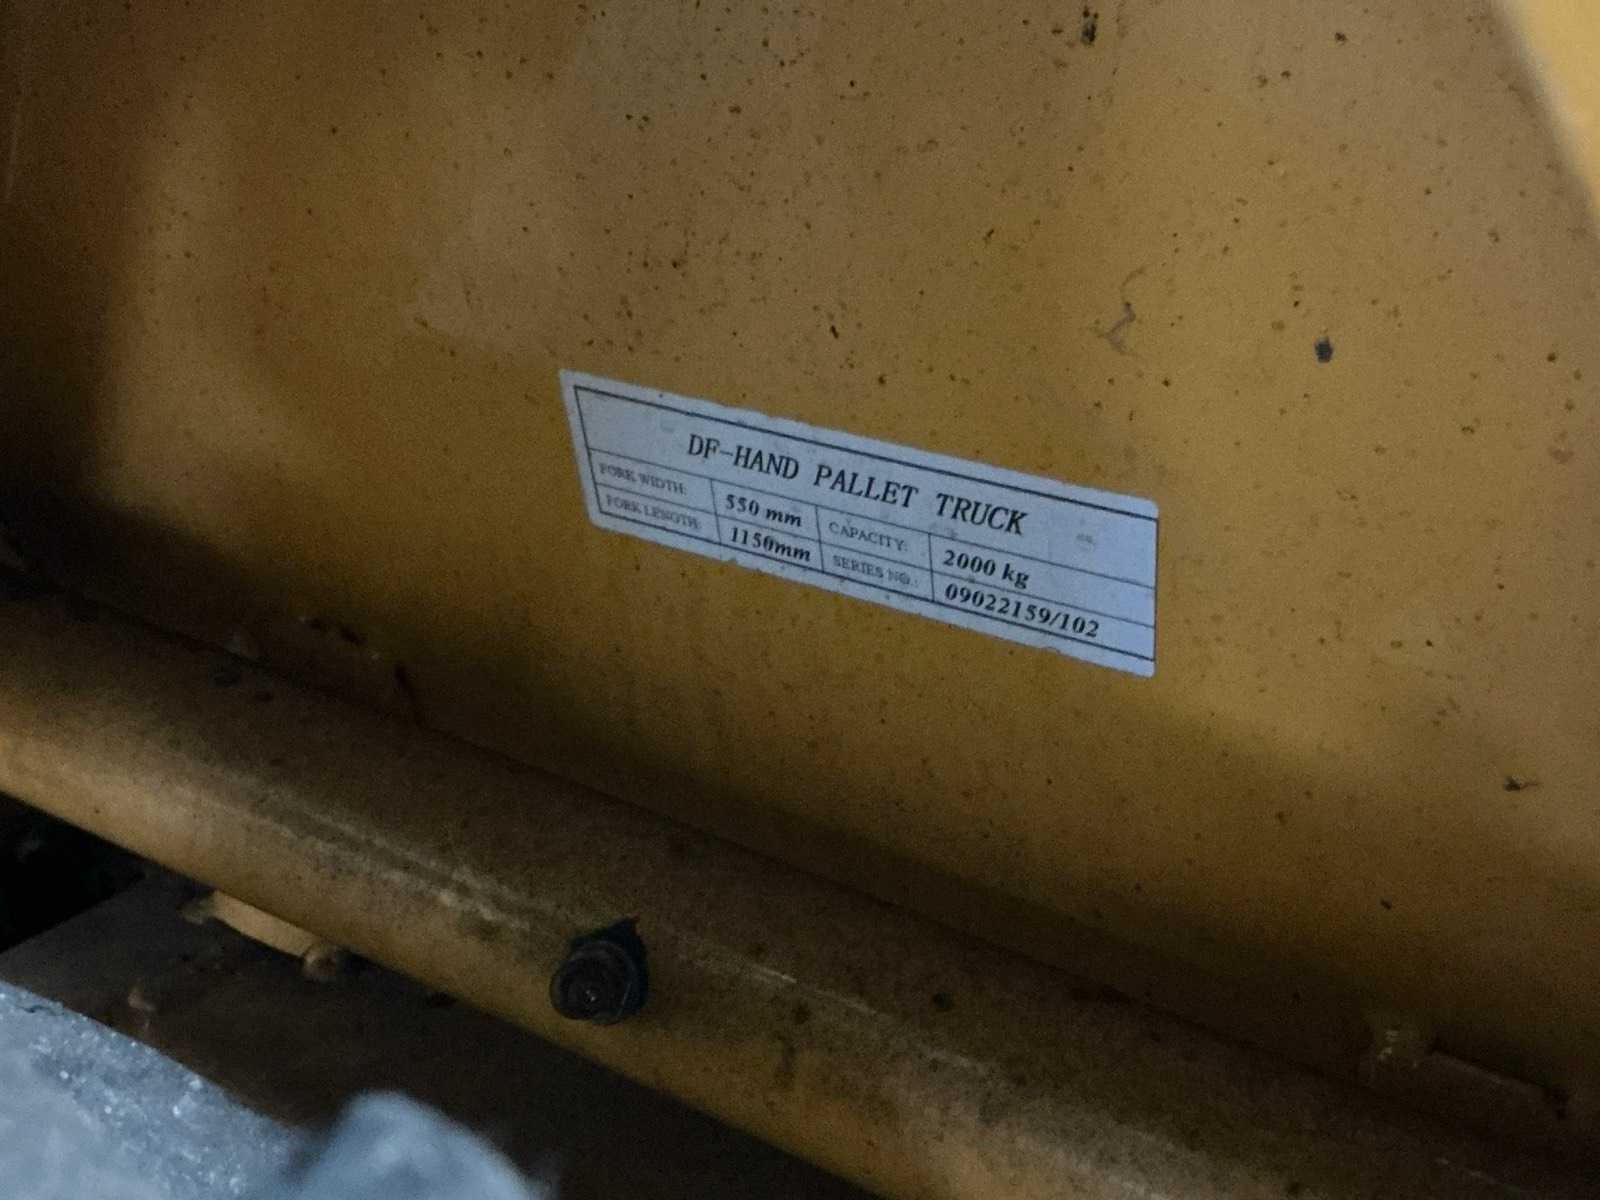 DF-HAND PALLET TRUCK
FORK WIDTH: 550 mm CAPACITY: 2000 kg
FORK LENGTH: 1150mm SERIES NO.: 09022159/102